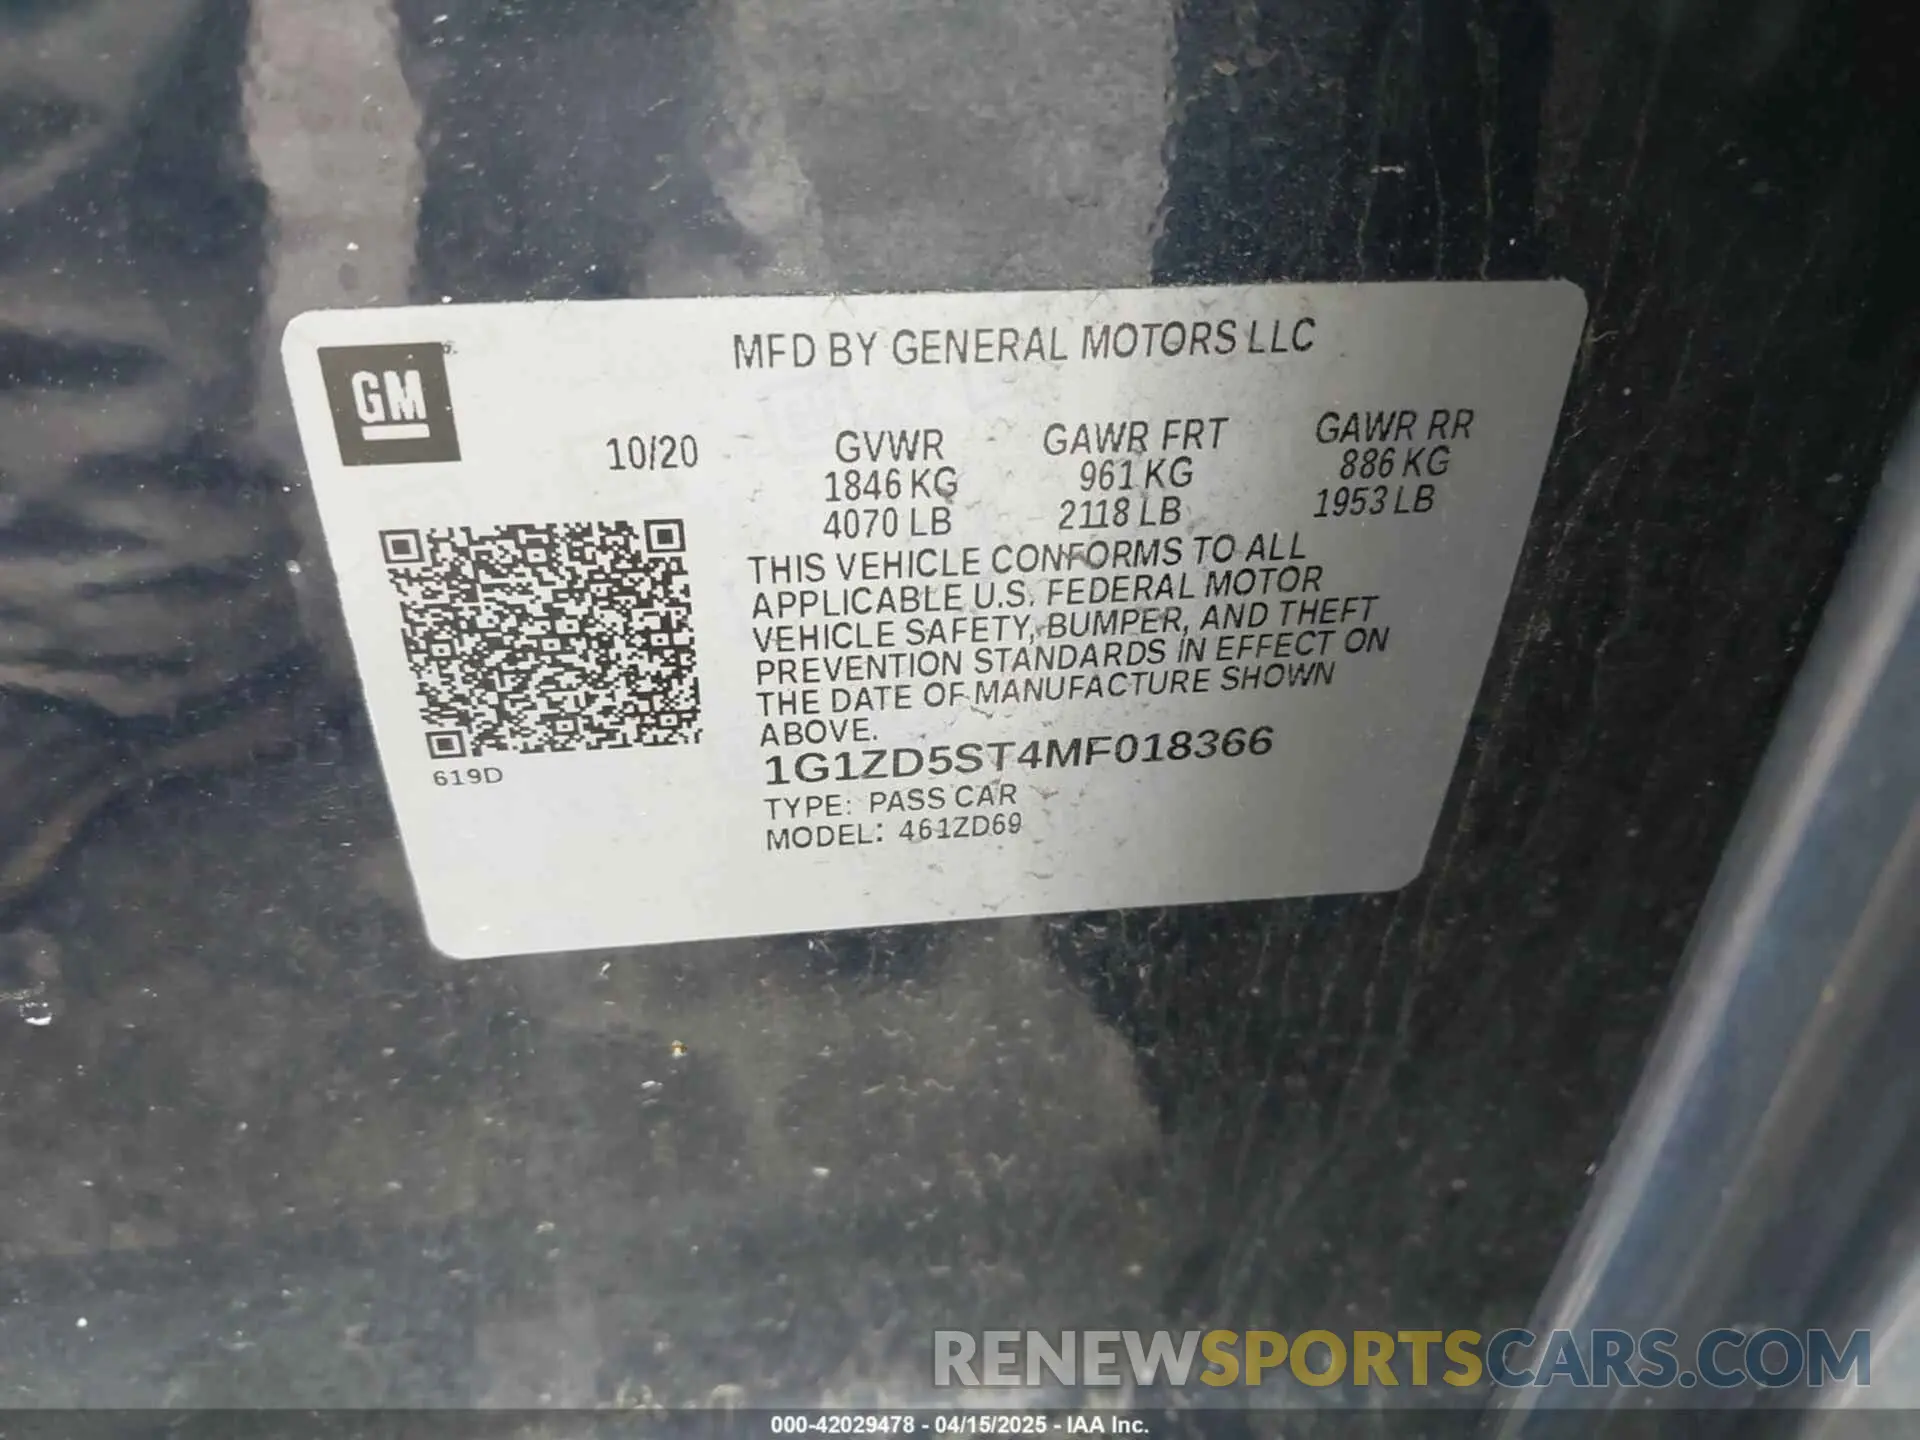 MFD BY GENERAL MOTORS LLC
GM
10/20 GVWR GAWR FRT GAWR RR
1846 KG 961 KG 886 KG
4070 LB 2118 LB 1953 LB
THIS VEHICLE CONFORMS TO ALL
APPLICABLE U.S. FEDERAL MOTOR
VEHICLE SAFETY, BUMPER, AND THEFT
PREVENTION STANDARDS IN EFFECT ON
THE DATE OF MANUFACTURE SHOWN
ABOVE.
1G1ZD5ST4MF018366
619D
TYPE: PASS CAR
MODEL: 461ZD69
RENEWSPORTSCARS.COM
000-42029478 - 04/15/2025 - IAA Inc.